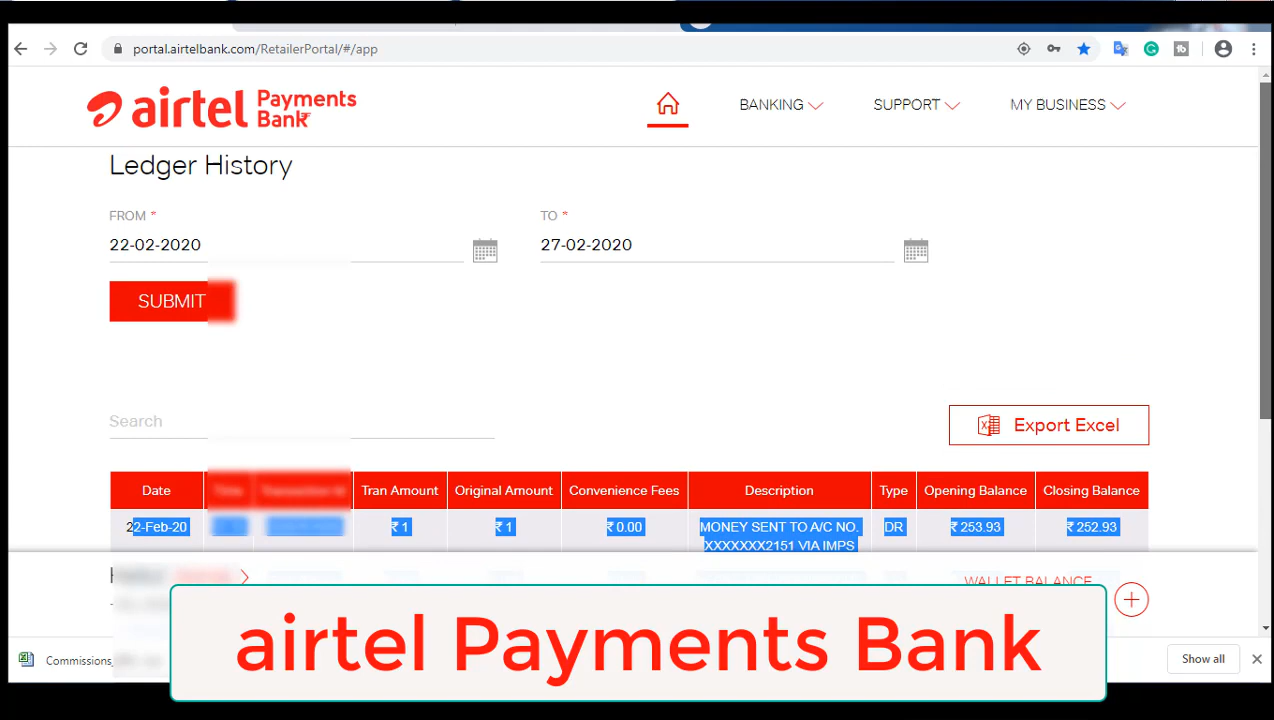 portal.airtelbank.com/RetailerPortal/#/app
airtel Payments Bank
BANKING SUPPORT MY BUSINESS
Ledger History
FROM * TO *
22-02-2020 27-02-2020
SUBMIT
Search Export Excel
Date Tran Amount Original Amount Convenience Fees Description Type Opening Balance Closing Balance
22-Feb-20 ₹ 1 ₹ 1 ₹ 0.00 MONEY SENT TO A/C NO. DR ₹ 253.93 ₹ 252.93
XXXXXXX2151 VIA IMPS
WALLET BALANCE
airtel Payments Bank
Commissions_ Show all